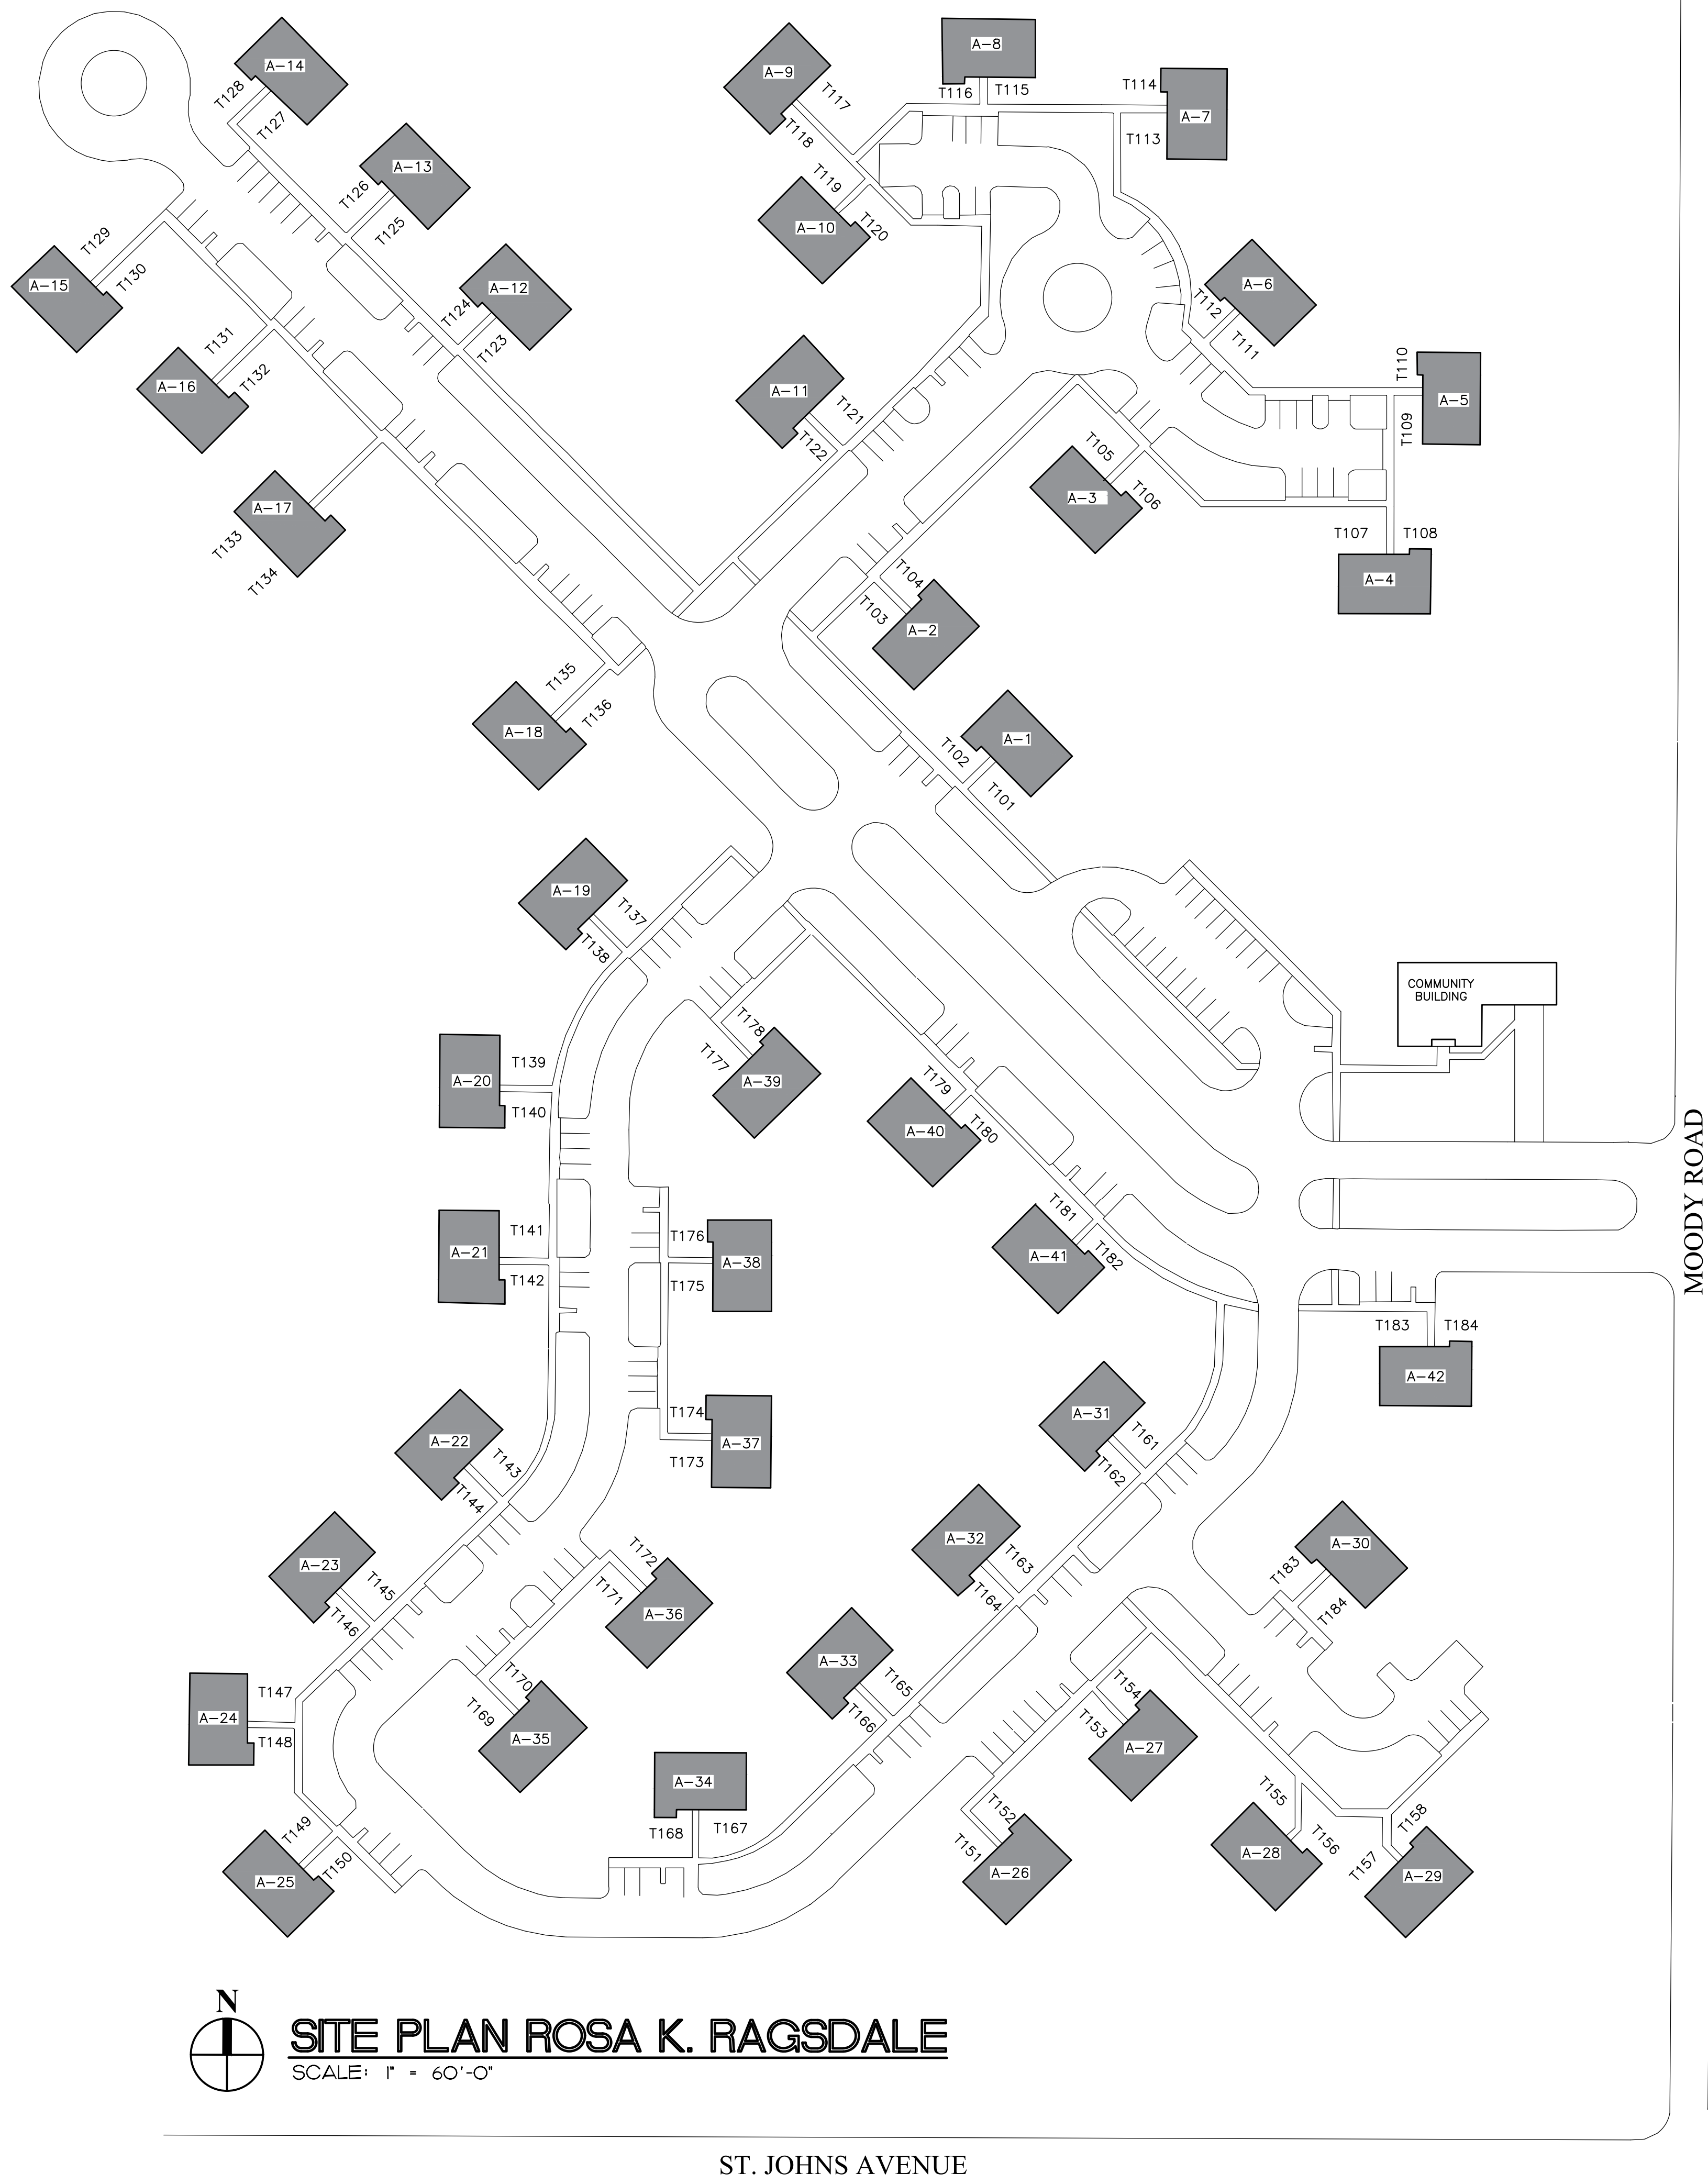 A-14
T128
T127
A-13
T126
T125
A-12
T124
T123
A-9
T117
T118
A-8
T116
T115
T114
A-7
T113
T119
A-10
T120
A-6
T112
T111
T110
A-5
T109
A-11
T121
T122
T105
A-3
T106
T107
T108
A-4
T129
A-15
T130
T131
A-16
T132
A-17
T133
T134
T104
T103
A-2
T135
A-18
T136
A-1
T102
T101
A-19
T137
T138
COMMUNITY
BUILDING
T139
A-20
T140
T178
T177
A-39
T179
A-40
T180
T141
A-21
T142
T176
A-38
T175
T181
A-41
T182
MOODY ROAD
T183
T184
A-42
A-22
T143
T144
T174
A-37
T173
A-31
T161
T162
A-23
T145
T146
T172
T171
A-36
A-32
T163
T164
A-30
T183
T184
T147
A-24
T148
T170
T169
A-35
A-33
T165
T166
T154
T153
A-27
A-34
T168
T167
T149
A-25
T150
T152
T151
A-26
T155
A-28
T156
T158
T157
A-29
N
SITE PLAN ROSA K. RAGSDALE
SCALE: 1" = 60'-0"
ST. JOHNS AVENUE